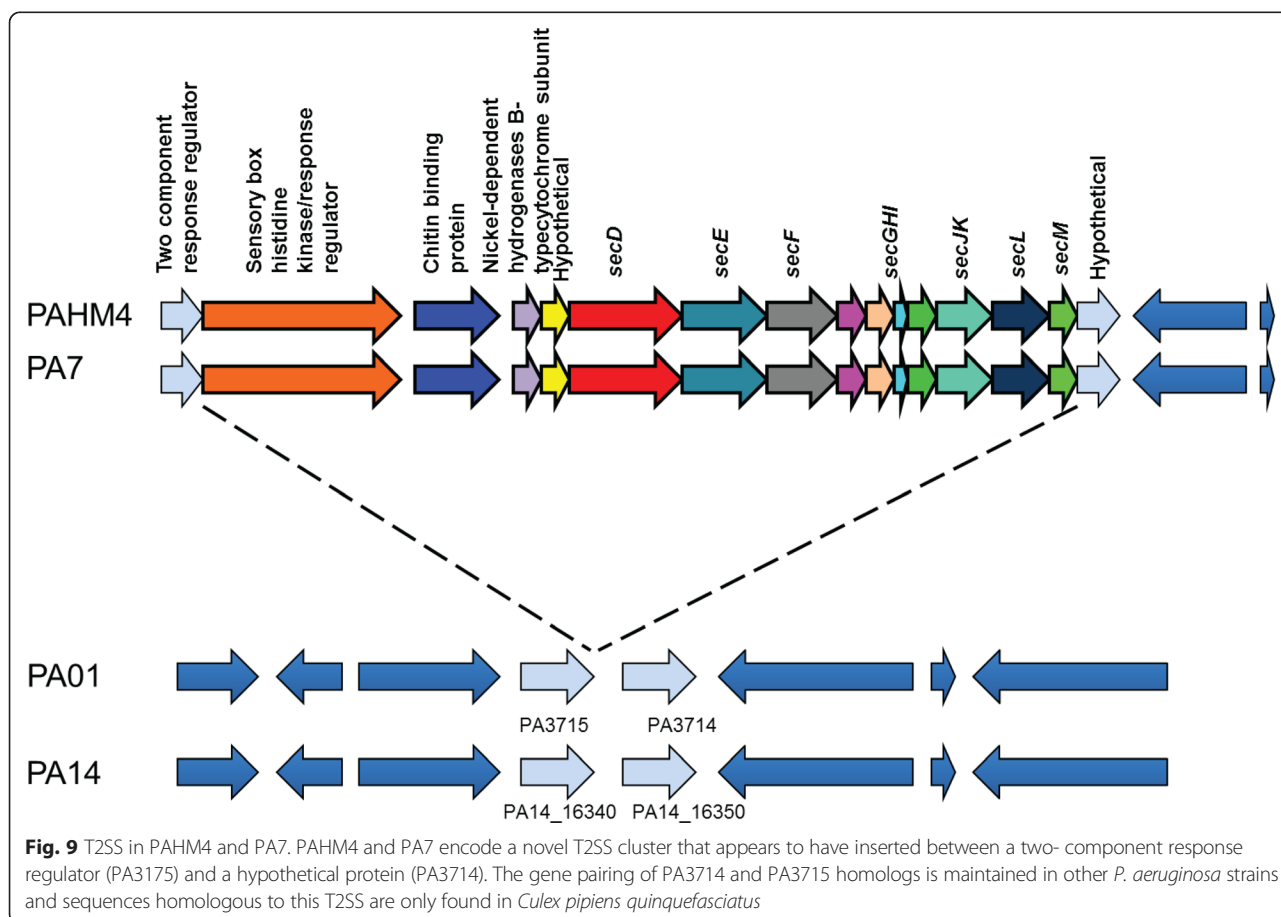 Two component
response regulator
Sensory box
histidine
kinase/response
regulator
Chitin binding
protein
Nickel-dependent
hydrogenases B-
typecytochrome subunit
Hypothetical
secD
secE
secF
secGHI
secJK
secL
secM
Hypothetical
PAHM4
PA7
PA01
PA3715
PA3714
PA14
PA14_16340
PA14_16350
Fig. 9 T2SS in PAHM4 and PA7. PAHM4 and PA7 encode a novel T2SS cluster that appears to have inserted between a two- component response
regulator (PA3175) and a hypothetical protein (PA3714). The gene pairing of PA3714 and PA3715 homologs is maintained in other P. aeruginosa strains
and sequences homologous to this T2SS are only found in Culex pipiens quinquefasciatus